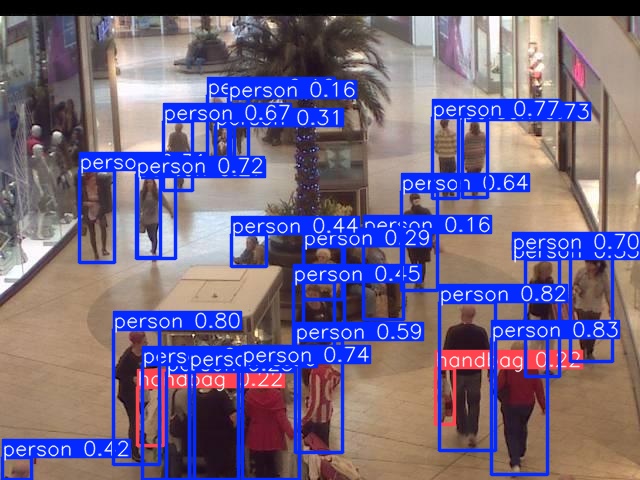 person 0.16
person 0.67
0.31
person 0.77
0.73
person 0.72
person 0.64
person 0.44
person 0.16
person 0.29
person 0.70
person 0.45
person 0.82
person 0.80
person 0.59
person 0.83
person 0.74
handbag 0.22
handbag 0.22
person 0.42